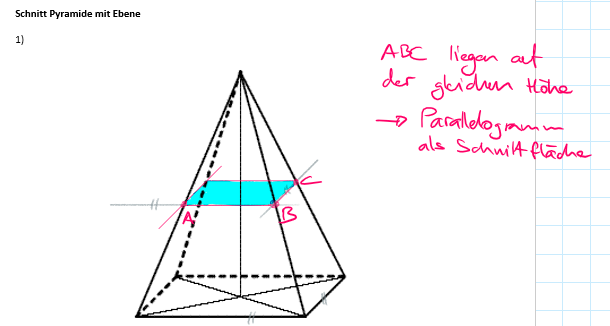 Schnitt Pyramide mit Ebene
1)
ABC liegen auf
der gleichen Höhe
→ Parallelogramm
als Schnittfläche
C
A
B